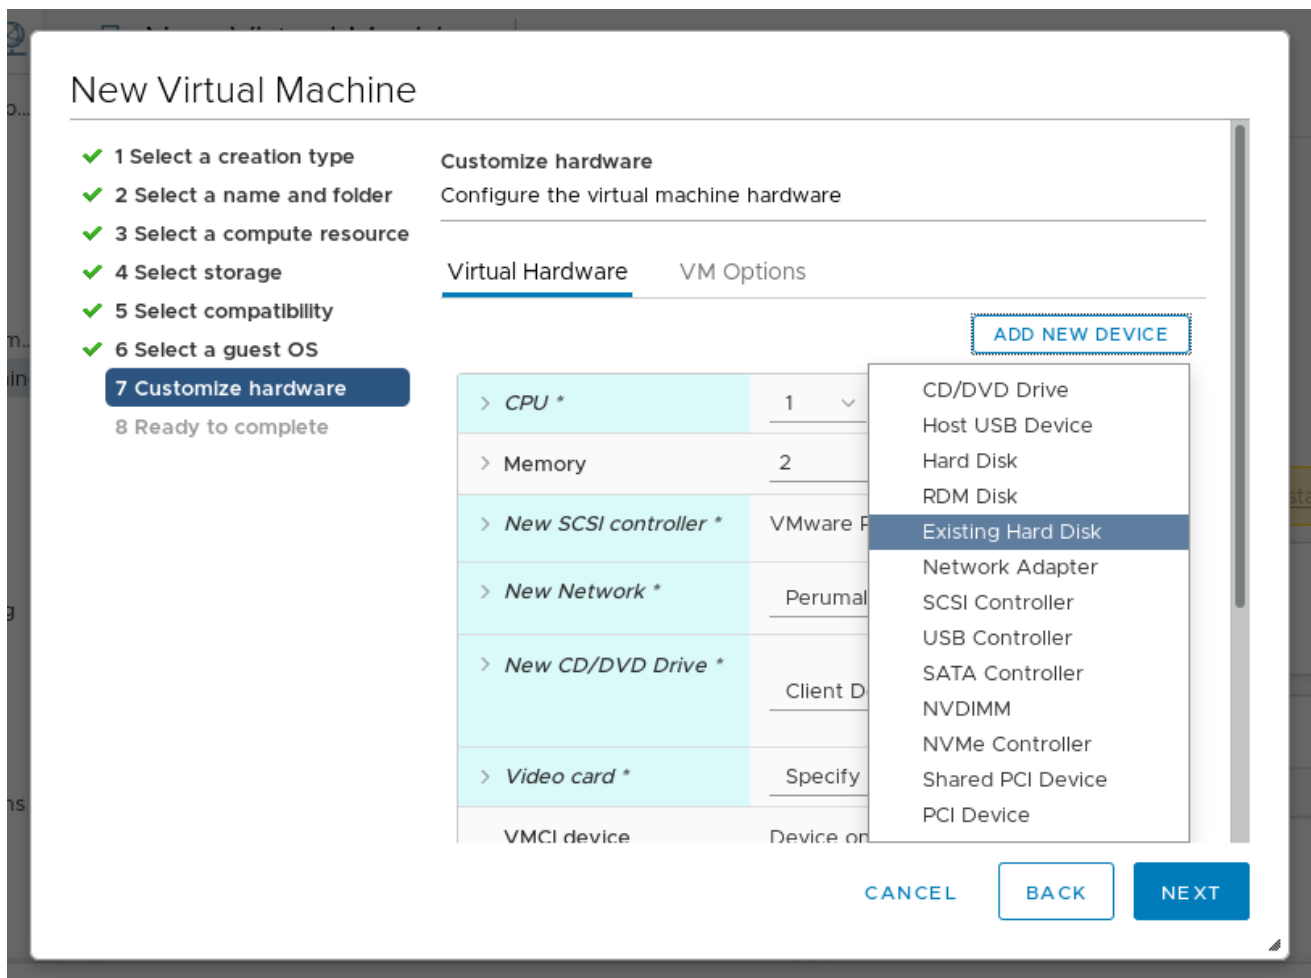 New Virtual Machine
1 Select a creation type
2 Select a name and folder
3 Select a compute resource
4 Select storage
5 Select compatibility
6 Select a guest OS
7 Customize hardware
8 Ready to complete
Customize hardware
Configure the virtual machine hardware
Virtual Hardware VM Options
ADD NEW DEVICE
CPU * 1
Memory 2
New SCSI controller * VMware
New Network * Perumal
New CD/DVD Drive *
Client
Video card * Specify
VMCI device Device
CD/DVD Drive
Host USB Device
Hard Disk
RDM Disk
Existing Hard Disk
Network Adapter
SCSI Controller
USB Controller
SATA Controller
NVDIMM
NVMe Controller
Shared PCI Device
PCI Device
CANCEL BACK NEXT